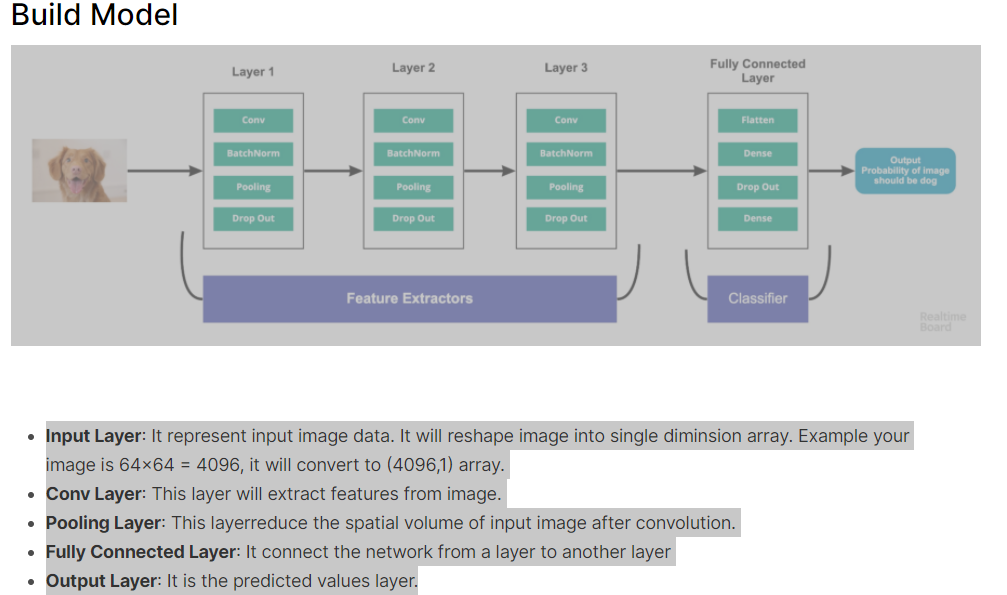 Build Model
Layer 1
Layer 2
Layer 3
Fully Connected
Layer
Conv
BatchNorm
Pooling
Drop Out
Conv
BatchNorm
Pooling
Drop Out
Conv
BatchNorm
Pooling
Drop Out
Flatten
Dense
Drop Out
Dense
Output
Probability of image
should be dog
Feature Extractors
Classifier
Realtime
Board
Input Layer: It represent input image data. It will reshape image into single diminsion array. Example your
image is 64×64 = 4096, it will convert to (4096,1) array.
Conv Layer: This layer will extract features from image.
Pooling Layer: This layerreduce the spatial volume of input image after convolution.
Fully Connected Layer: It connect the network from a layer to another layer
Output Layer: It is the predicted values layer.